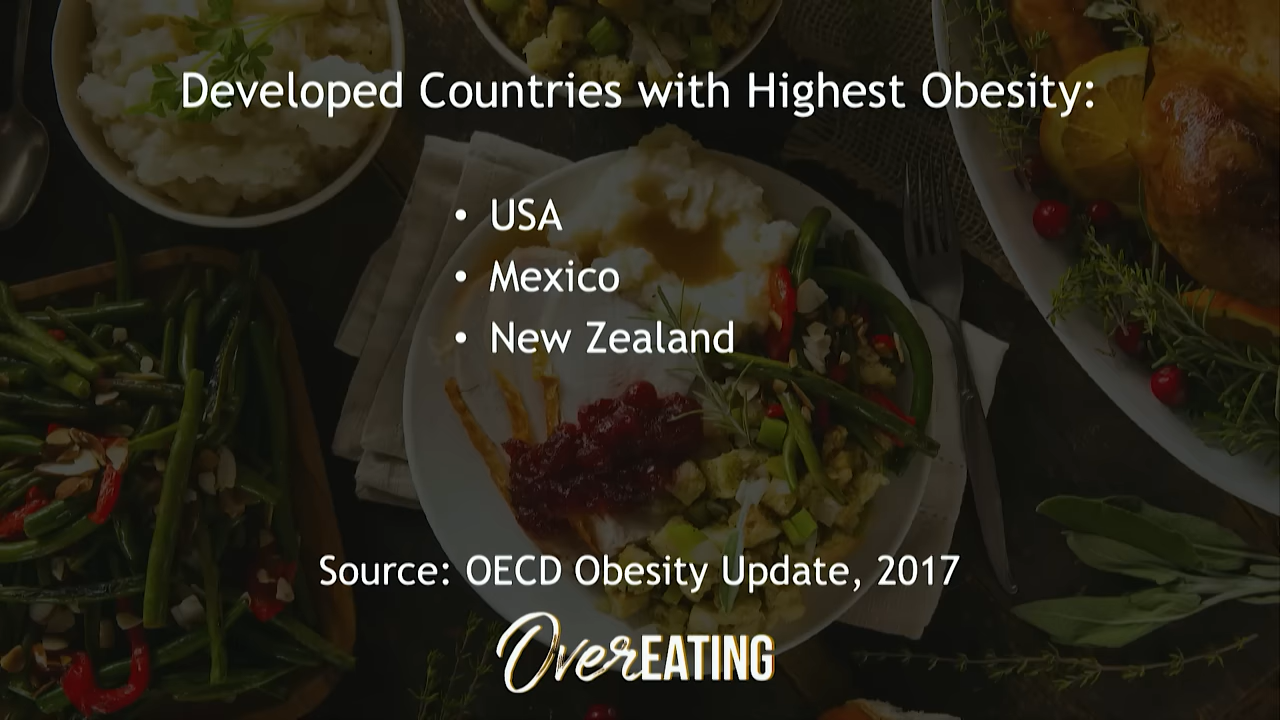 Developed Countries with Highest Obesity:
• USA
• Mexico
• New Zealand
Source: OECD Obesity Update, 2017
OverEATING